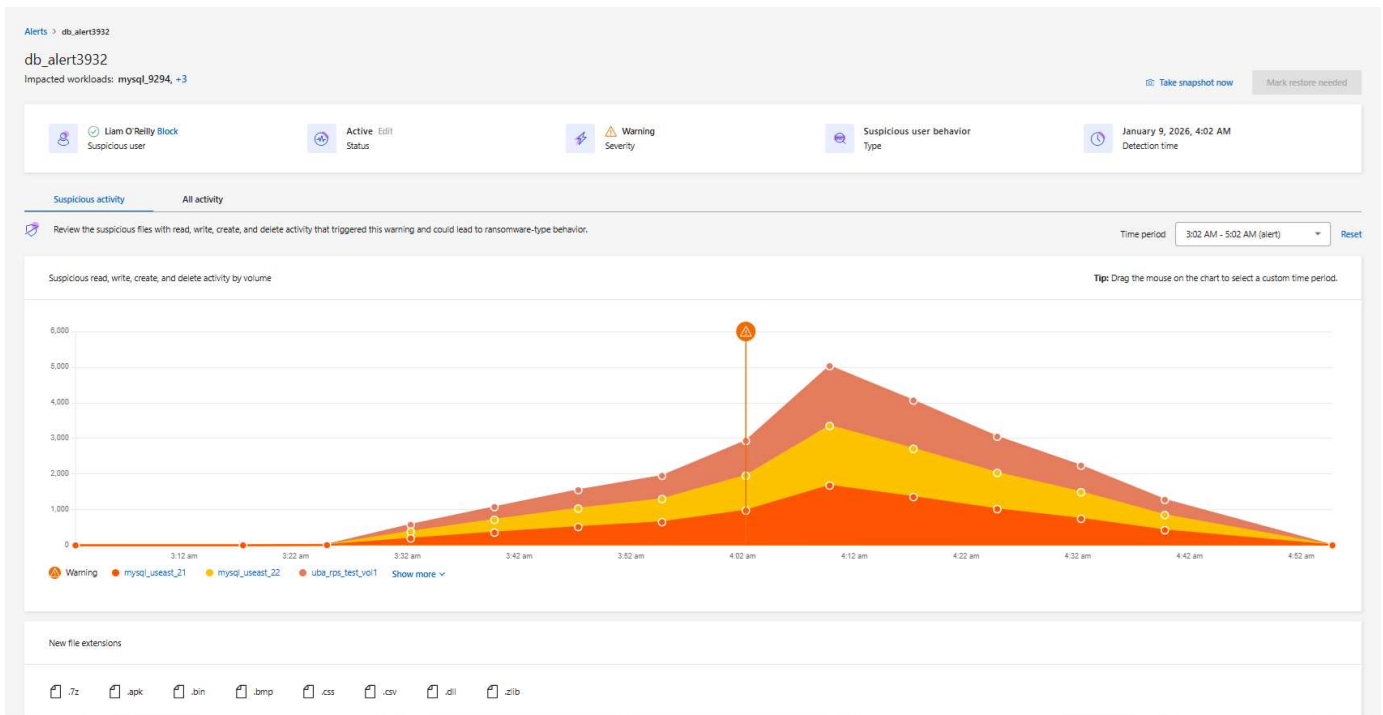 Alerts > db_alert3932
db_alert3932
Impacted workloads: mysql_9294, +3
Take snapshot now
Mark restore needed
Liam O'Reilly Block
Suspicious user
Active Edit
Status
Warning
Severity
Suspicious user behavior
Type
January 9, 2026, 4:02 AM
Detection time
Suspicious activity
All activity
Review the suspicious files with read, write, create, and delete activity that triggered this warning and could lead to ransomware-type behavior.
Time period
3:02 AM - 5:02 AM (alert)
Reset
Suspicious read, write, create, and delete activity by volume
Tip: Drag the mouse on the chart to select a custom time period.
6,000
5,000
4,000
3,000
2,000
1,000
0
3:12 am 3:22 am 3:32 am 3:42 am 3:52 am 4:02 am 4:12 am 4:22 am 4:32 am 4:42 am 4:52 am
Warning mysql_useast_21 mysql_useast_22 uba_rps_test_vol1 Show more
New file extensions
.7z .apk .bin .bmp .css .csv .dll .zlib